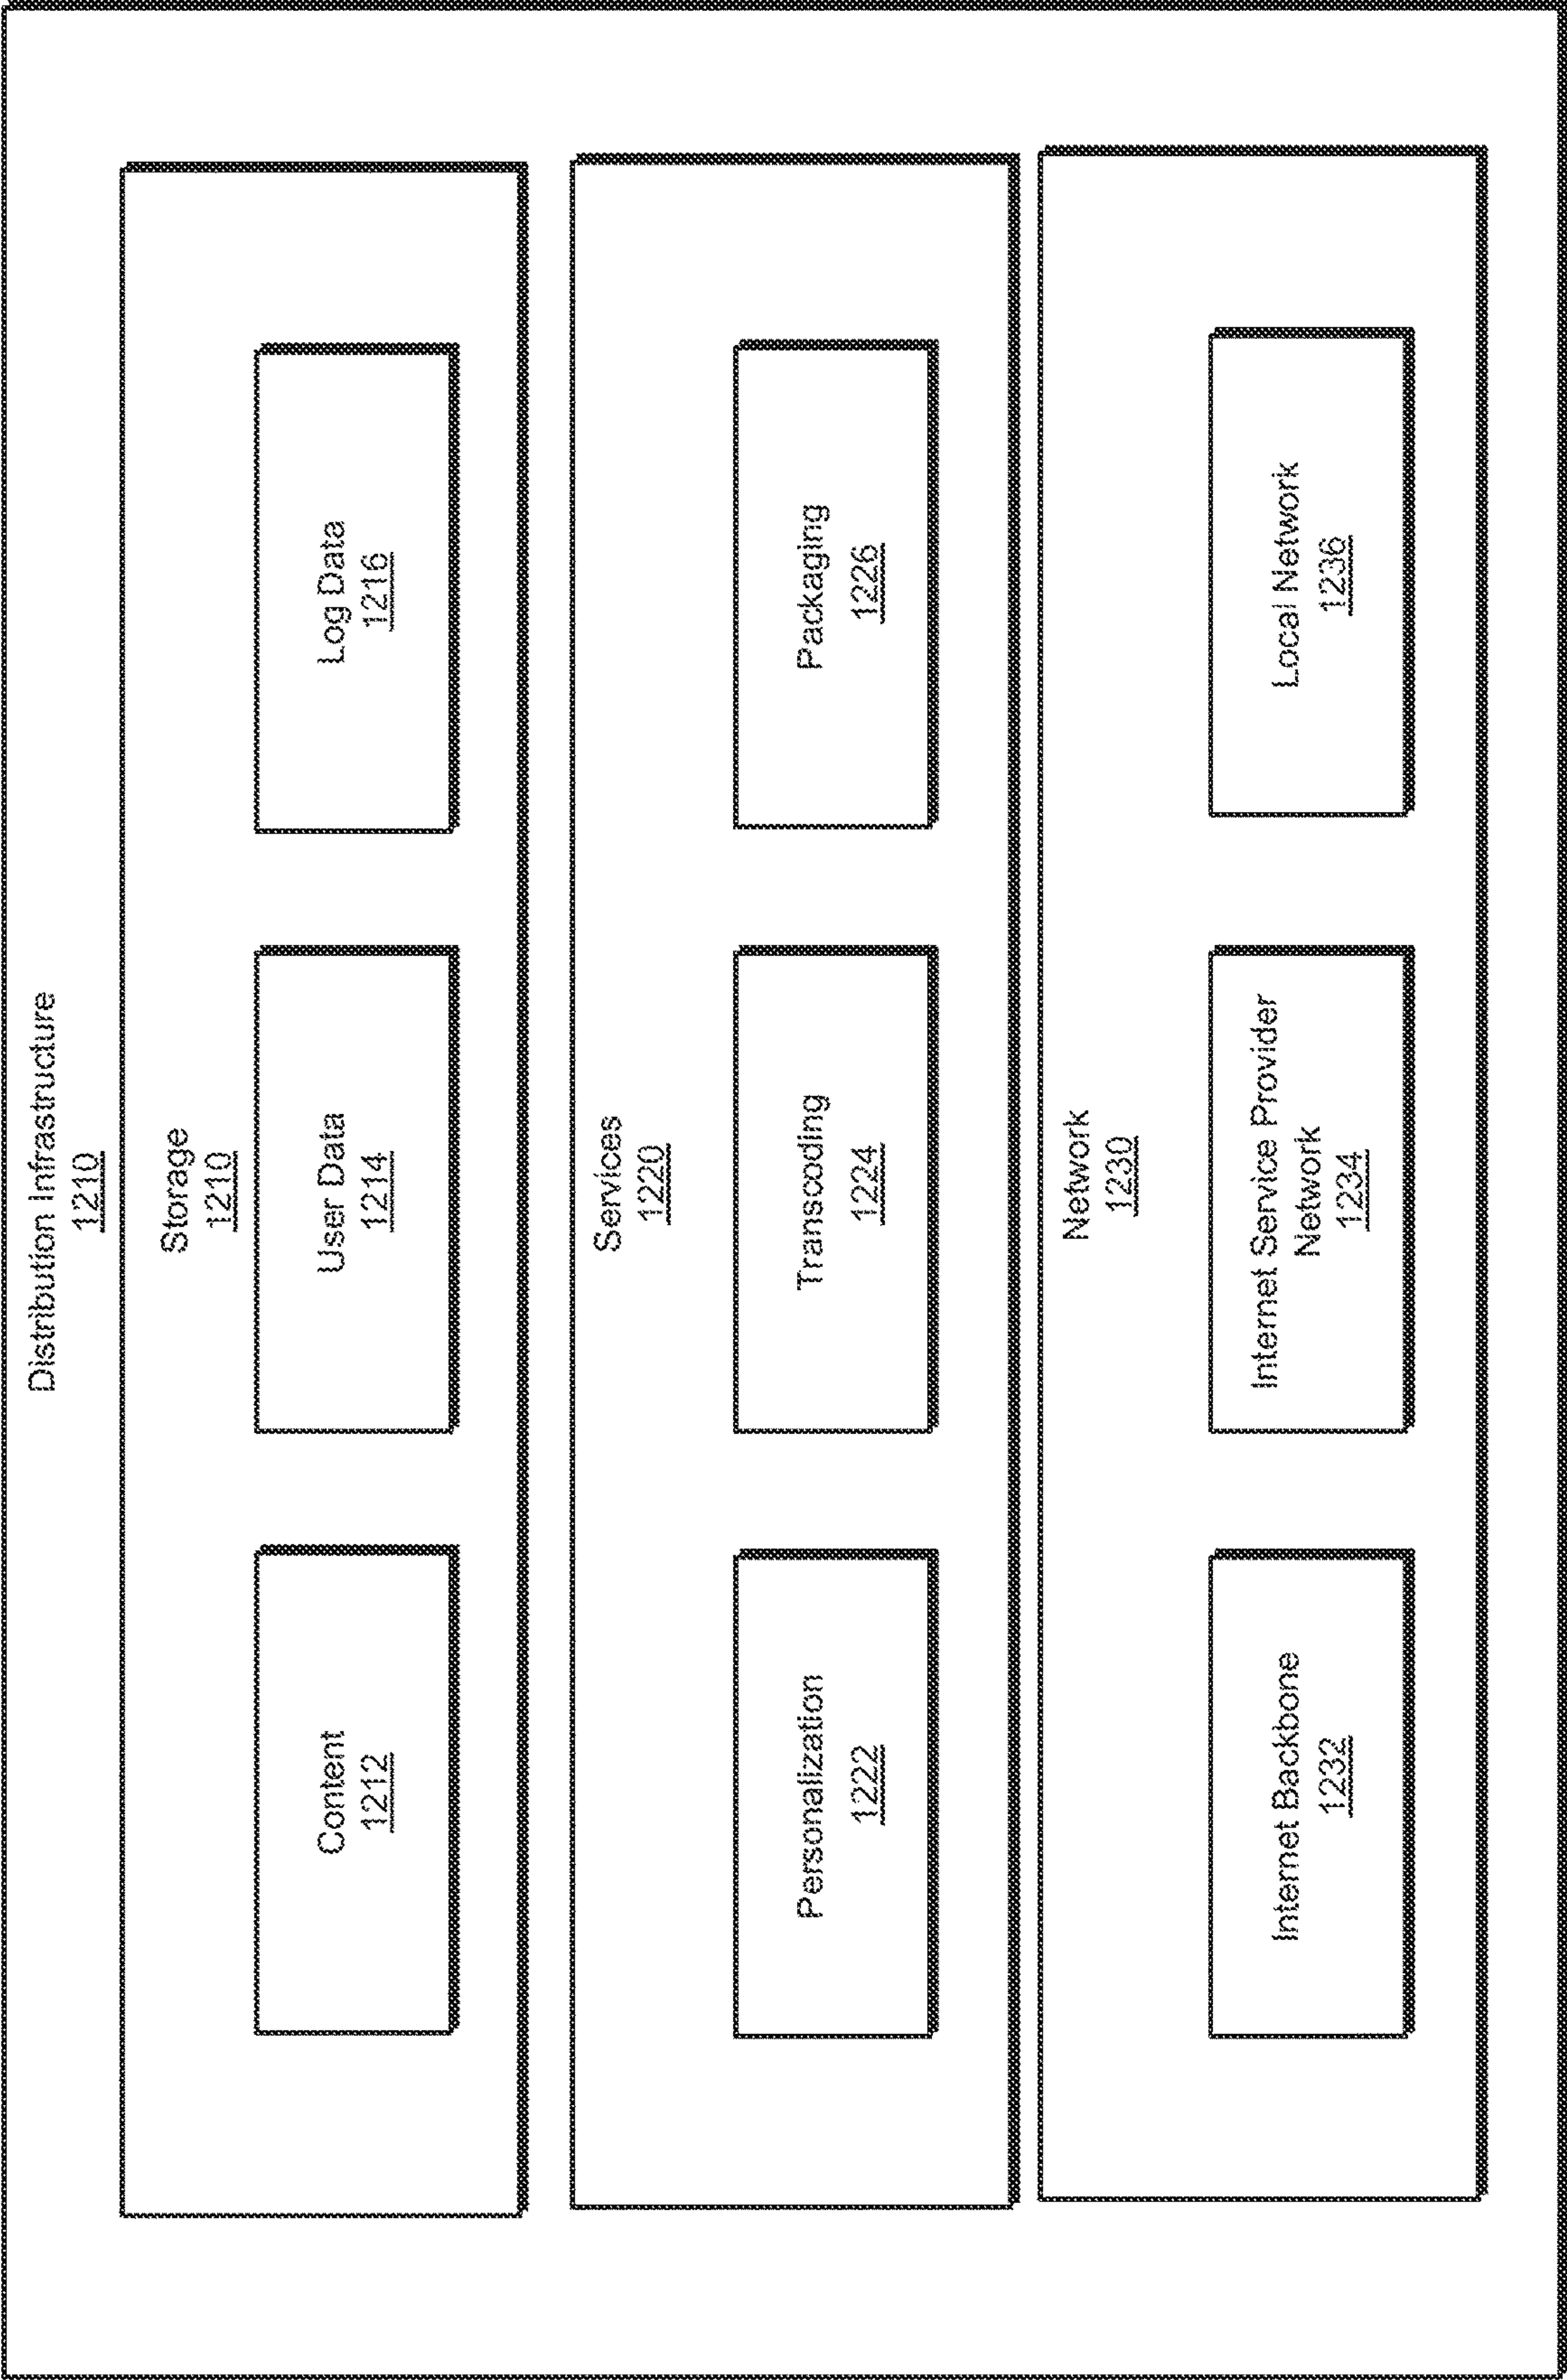 Distribution Infrastructure
1210
Storage
1210
Content
1212
User Data
1214
Log Data
1216
Services
1220
Personalization
1222
Transcoding
1224
Packaging
1226
Network
1230
Internet Backbone
1232
Internet Service Provider
Network
1234
Local Network
1236